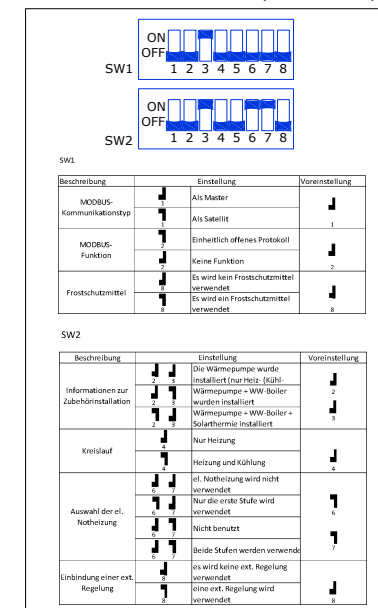 ON
OFF
SW1 1 2 3 4 5 6 7 8
ON
OFF
SW2 1 2 3 4 5 6 7 8
SW1
Beschreibung Einstellung Voreinstellung
MODBUS-
Kommunikationstyp
1 Als Master
1 Als Satellit
1
MODBUS-
Funktion
2 Einheitlich offenes Protokoll
2 Keine Funktion
2
Frostschutzmittel
8 Es wird kein Frostschutzmittel
verwendet
8 Es wird ein Frostschutzmittel
verwendet
8
SW2
Beschreibung Einstellung Voreinstellung
Informationen zur
Zubehörinstallation
2 3 Die Wärmepumpe wurde
installiert (nur Heiz- (Kühl-
2 3 Wärmepumpe + WW-Boiler
wurden installiert
2 3 Wärmepumpe + WW-Boiler +
Solarthermie installiert
2
3
Kreislauf
4 Nur Heizung
4 Heizung und Kühlung
4
Auswahl der el.
Notheizung
6 7 el. Notheizung wird nicht
verwendet
6 7 Nur die erste Stufe wird
verwendet
6 7 Nicht benutzt
6 7 Beide Stufen werden verwende
6
7
Einbindung einer ext.
Regelung
8 es wird keine ext. Regelung
verwendet
8 eine ext. Regelung wird
verwendet
8